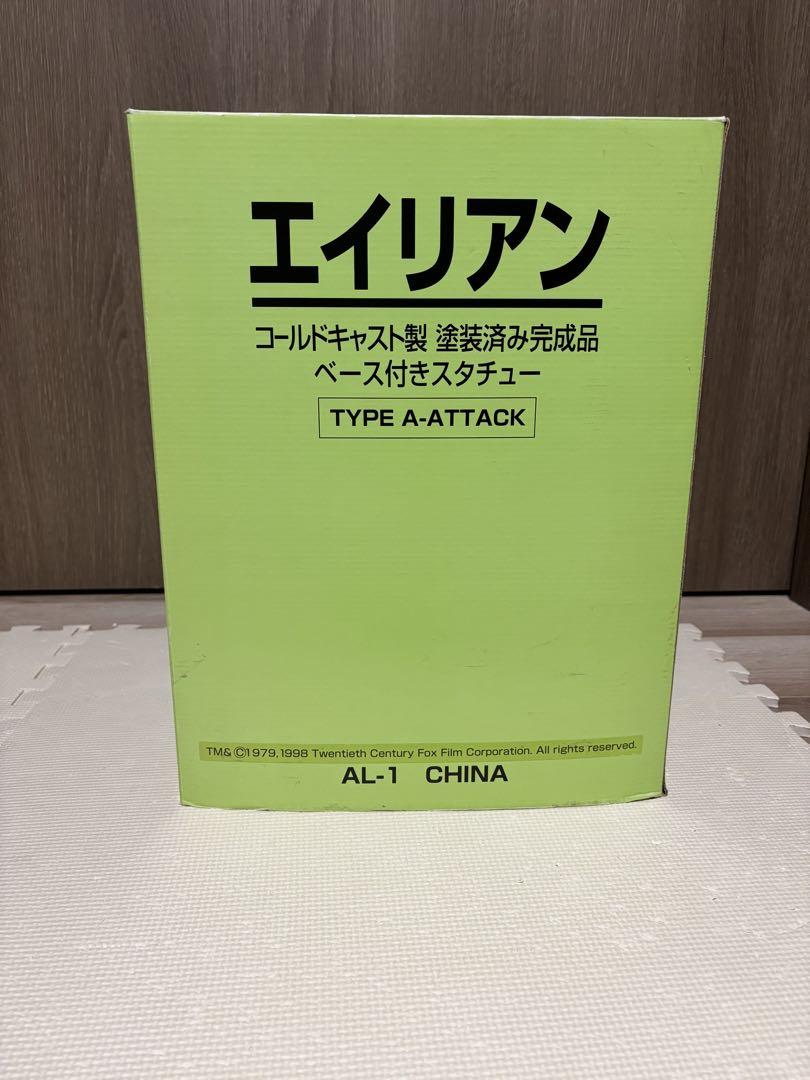 エイリアン
コールドキャスト製 塗装済み完成品
ベース付きスタチュー
TYPE A-ATTACK
TM& ©1979,1998 Twentieth Century Fox Film Corporation. All rights reserved.
AL-1 CHINA